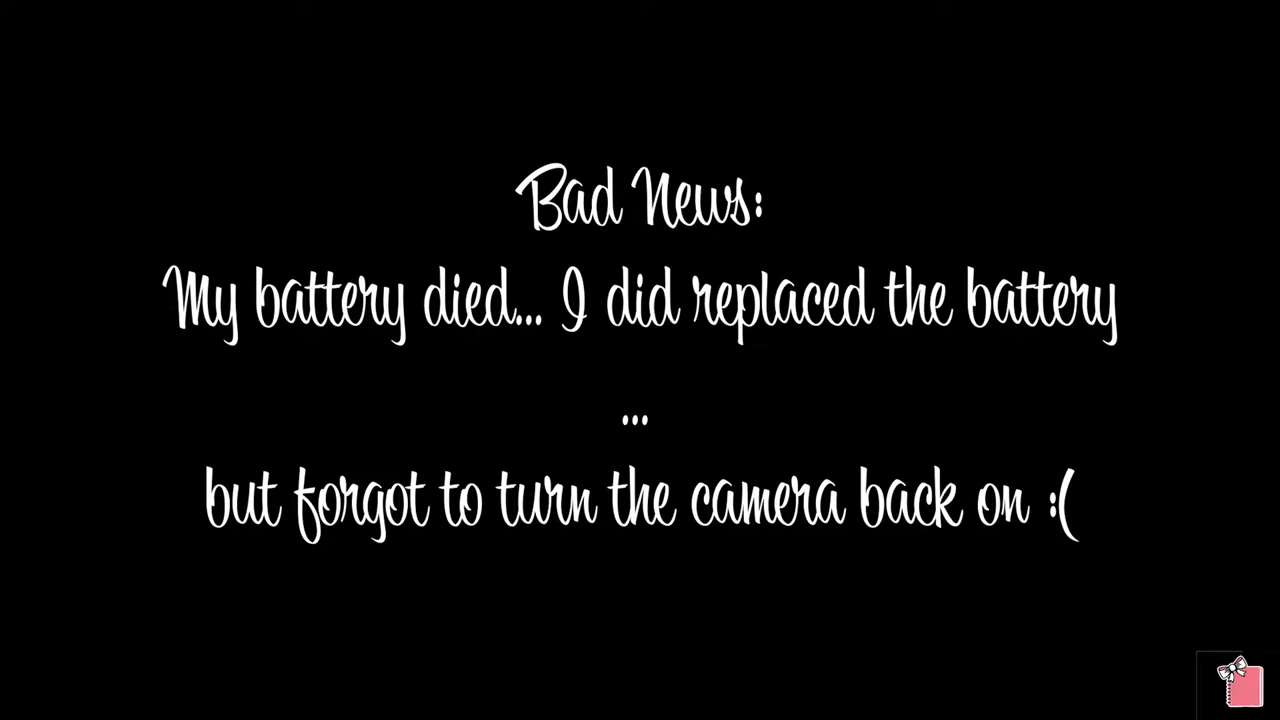 Bad News:
My battery died... I did replaced the battery
...
but forgot to turn the camera back on :(